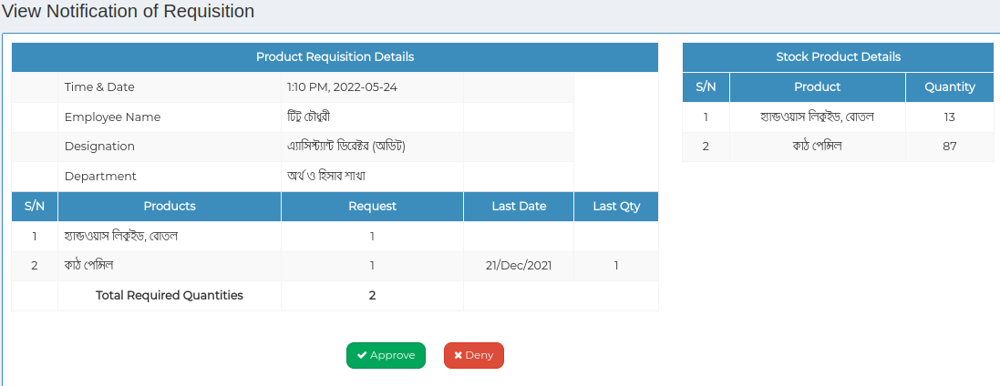 View Notification of Requisition
Product Requisition Details
Time & Date 1:10 PM, 2022-05-24
Employee Name টিটু চৌধুরী
Designation এ্যাসিস্ট্যান্ট ডিরেক্টর (অডিট)
Department অর্থ ও হিসাব শাখা
S/N Products Request Last Date Last Qty
1 হ্যান্ডওয়াস লিকুইড, বোতল 1
2 কাঠ পেন্সিল 1 21/Dec/2021 1
Total Required Quantities 2
Approve Deny
Stock Product Details
S/N Product Quantity
1 হ্যান্ডওয়াস লিকুইড, বোতল 13
2 কাঠ পেন্সিল 87